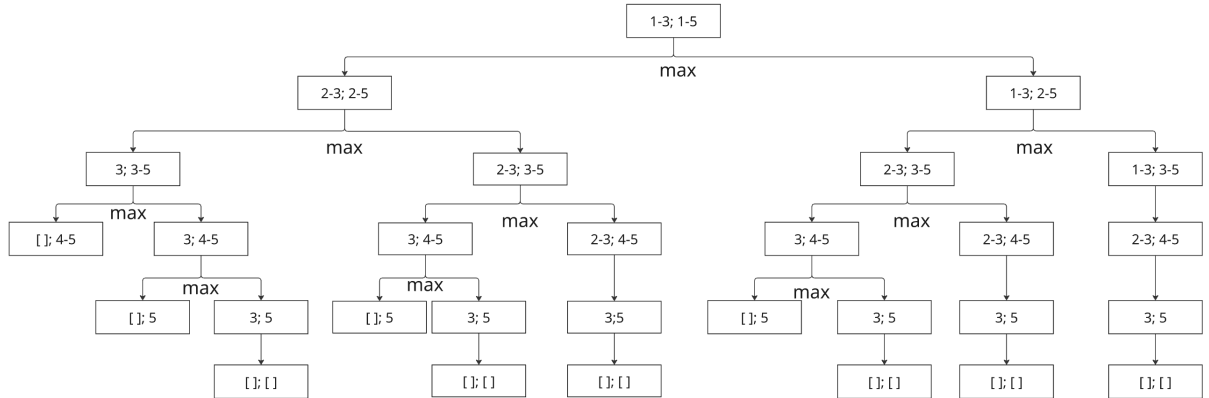 1-3; 1-5
max
2-3; 2-5
1-3; 2-5
max
max
3; 3-5
2-3; 3-5
2-3; 3-5
1-3; 3-5
max
max
max
[ ]; 4-5
3; 4-5
3; 4-5
2-3; 4-5
3; 4-5
2-3; 4-5
2-3; 4-5
max
max
max
[ ]; 5
3; 5
[ ]; 5
3; 5
3;5
[ ]; 5
3; 5
3; 5
3; 5
[ ]; [ ]
[ ]; [ ]
[ ]; [ ]
[ ]; [ ]
[ ]; [ ]
[ ]; [ ]